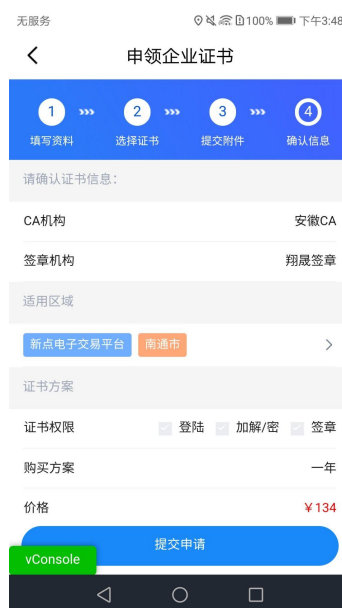 无服务 100% 下午3:48
申领企业证书
1 2 3 4
填写资料 选择证书 提交附件 确认信息
请确认证书信息：
CA机构 安徽CA
签章机构 翔晟签章
适用区域
新点电子交易平台 南通市
证书方案
证书权限 登陆 加解/密 签章
购买方案 一年
价格 ￥134
提交申请
vConsole